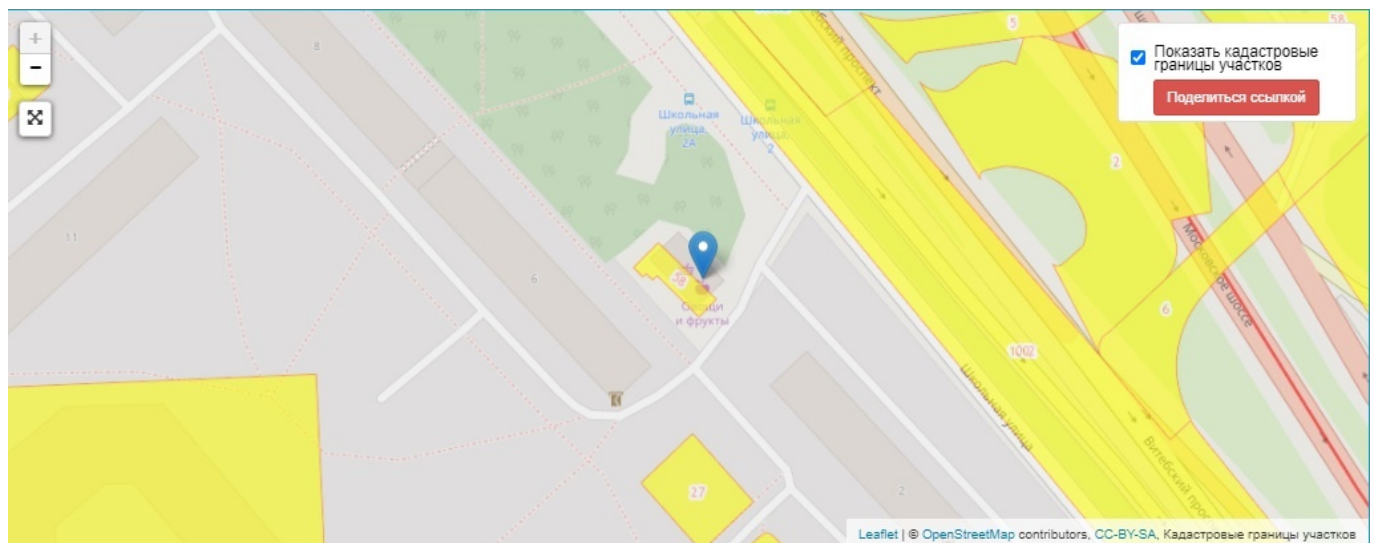 +
−
Показать кадастровые
границы участков
Поделиться ссылкой
8
5
58
Витебский проспект
Школьная
улица,
2А
Школьная
улица,
2
2
11
6
58
Овощи
и фрукты
Московское шоссе
6
1002
Школьная улица
Витебский
27
2
Leaflet | © OpenStreetMap contributors, CC-BY-SA, Кадастровые границы участков